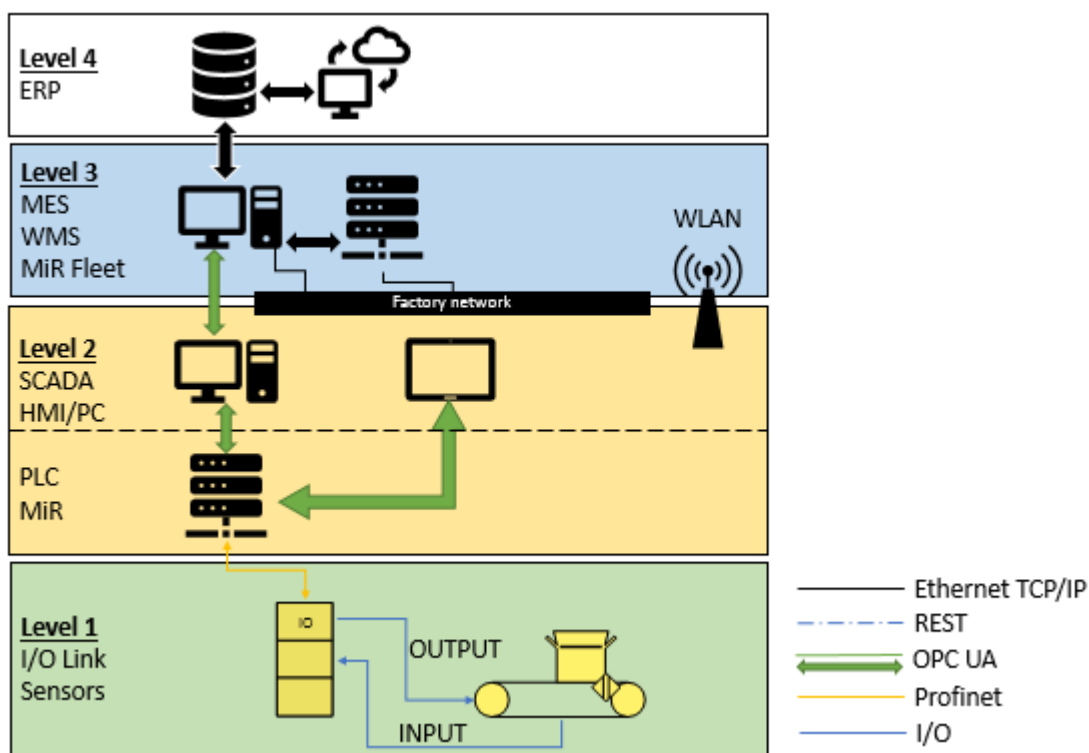 Level 4
ERP
Level 3
MES
WMS
MiR Fleet
WLAN
Factory network
Level 2
SCADA
HMI/PC
PLC
MiR
Level 1
I/O Link
Sensors
IO
OUTPUT
INPUT
Ethernet TCP/IP
REST
OPC UA
Profinet
I/O